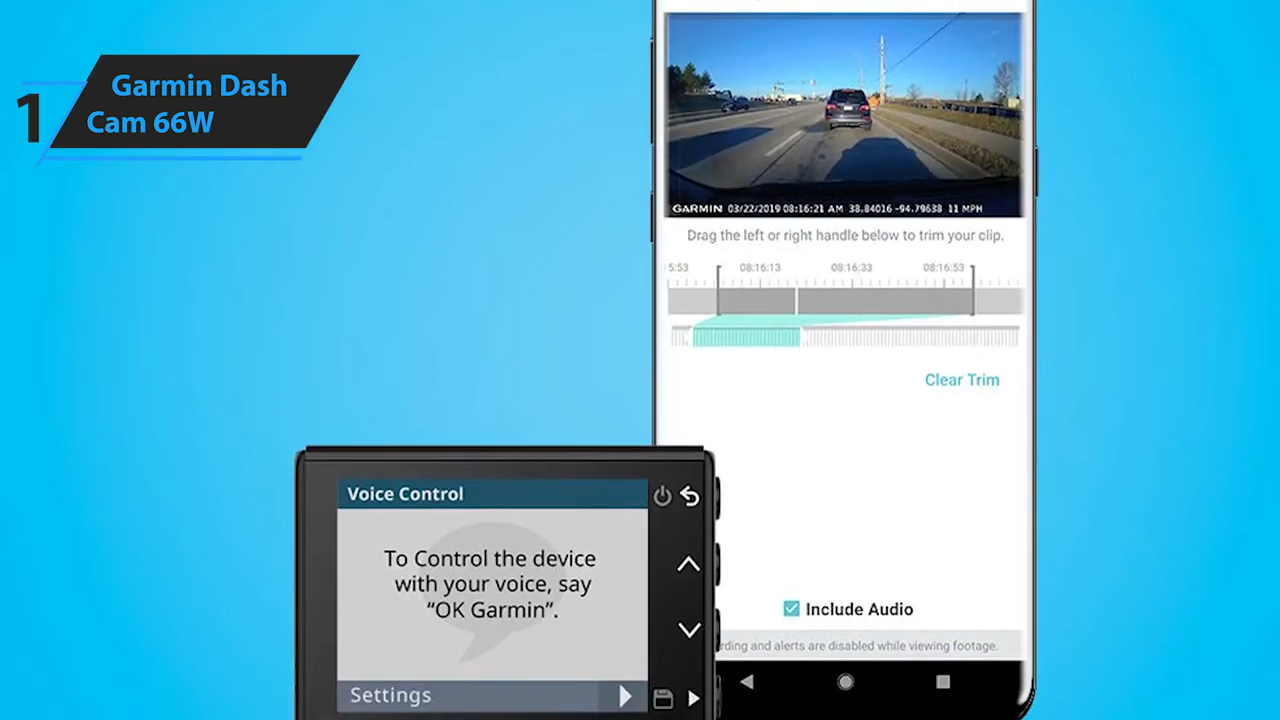 1
Garmin Dash
Cam 66W
GARMIN 03/22/2019 08:16:21 AM 38.84016 -94.79638 11 MPH
Drag the left or right handle below to trim your clip.
5:53 08:16:13 08:16:33 08:16:53
Clear Trim
Voice Control
To Control the device
with your voice, say
“OK Garmin”.
Settings
Include Audio
and alerts are disabled while viewing footage.